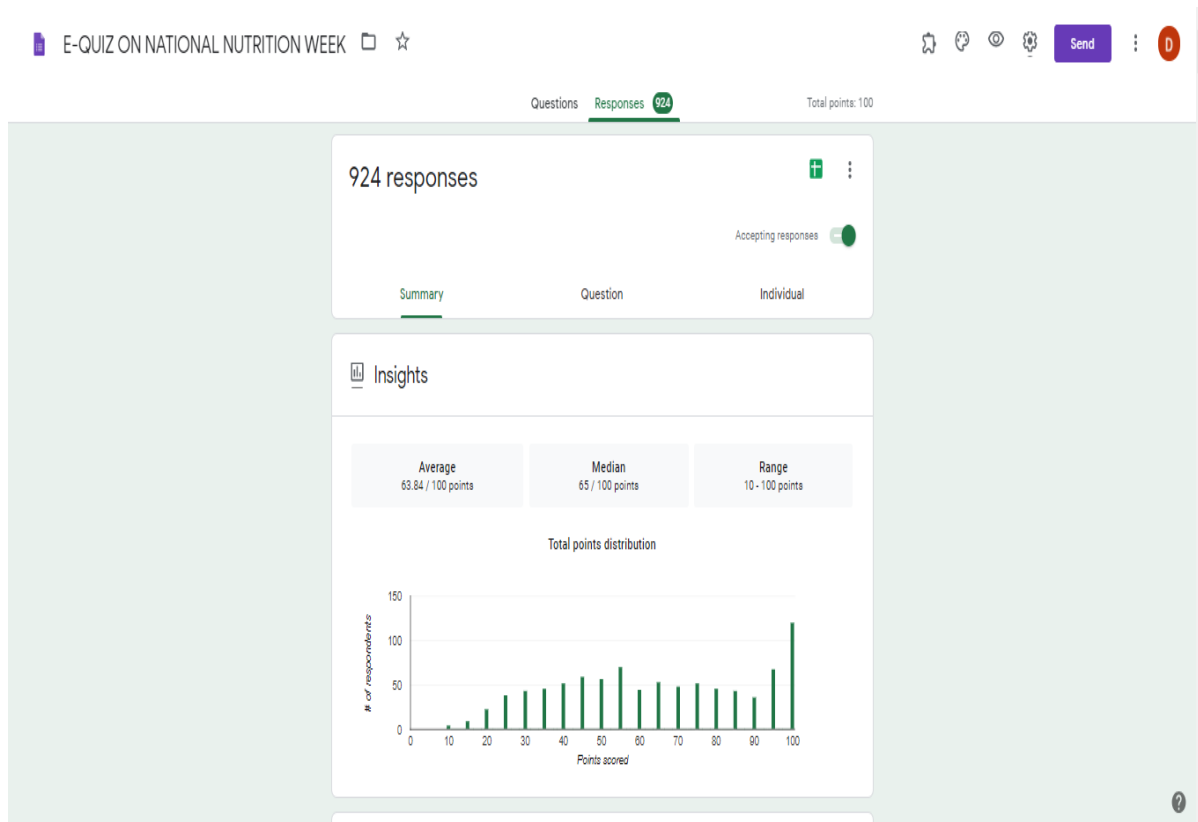 E-QUIZ ON NATIONAL NUTRITION WEEK
Send
D
Questions Responses 924 Total points: 100
924 responses
Accepting responses
Summary Question Individual
Insights
Average Median Range
63.84 / 100 points 65 / 100 points 10 - 100 points
Total points distribution
150
100
50
0
# of respondents
0 10 20 30 40 50 60 70 80 90 100
Points scored
?